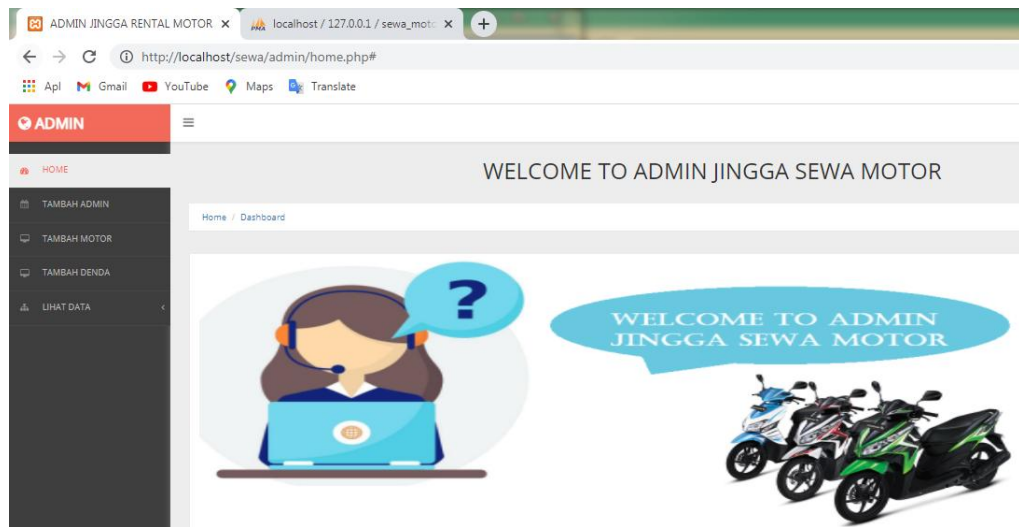 ADMIN JINGGA RENTAL MOTOR
localhost / 127.0.0.1 / sewa_moto
http://localhost/sewa/admin/home.php#
Apl Gmail YouTube Maps Translate
ADMIN
HOME
TAMBAH ADMIN
TAMBAH MOTOR
TAMBAH DENDA
LIHAT DATA
WELCOME TO ADMIN JINGGA SEWA MOTOR
Home / Dashboard
?
WELCOME TO ADMIN
JINGGA SEWA MOTOR